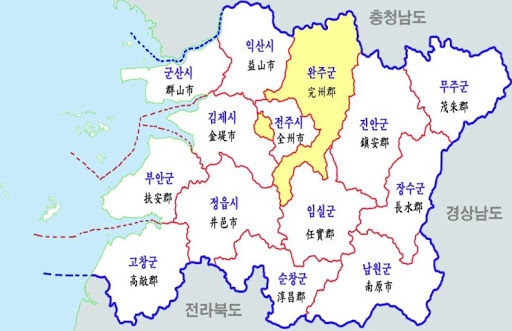 충청남도
익산시
益山市
완주군
完州郡
군산시
群山市
무주군
茂朱郡
김제시
金堤市
전주시
全州市
진안군
鎭安郡
부안군
扶安郡
정읍시
井邑市
임실군
任實郡
장수군
長水郡
경상남도
고창군
高敞郡
순창군
淳昌郡
남원군
南原市
전라북도